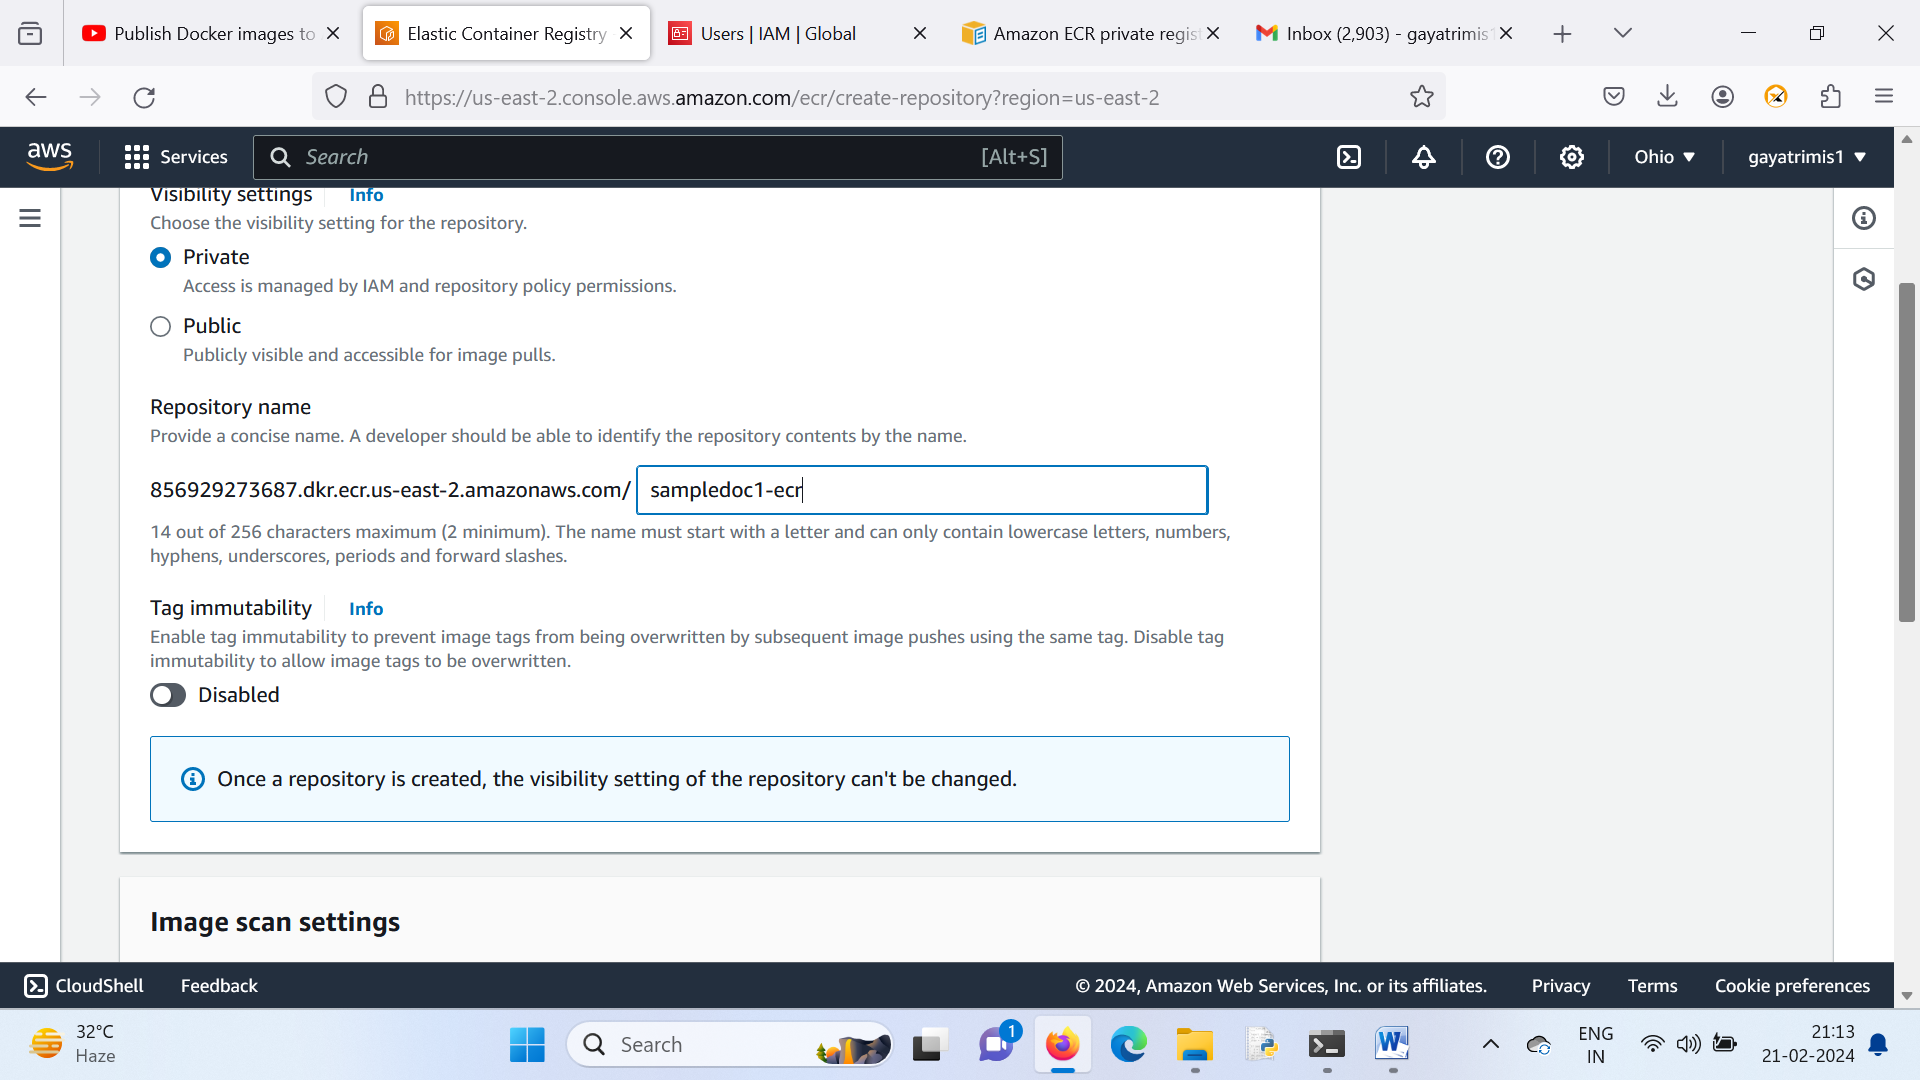 Publish Docker images to
Elastic Container Registry
Users | IAM | Global
Amazon ECR private regist
Inbox (2,903) - gayatrimis1
https://us-east-2.console.aws.amazon.com/ecr/create-repository?region=us-east-2
aws
Services
Search
[Alt+S]
Ohio
gayatrimis1
Visibility settings
Info
Choose the visibility setting for the repository.
Private
Access is managed by IAM and repository policy permissions.
Public
Publicly visible and accessible for image pulls.
Repository name
Provide a concise name. A developer should be able to identify the repository contents by the name.
856929273687.dkr.ecr.us-east-2.amazonaws.com/
sampledoc1-ecr
14 out of 256 characters maximum (2 minimum). The name must start with a letter and can only contain lowercase letters, numbers,
hyphens, underscores, periods and forward slashes.
Tag immutability
Info
Enable tag immutability to prevent image tags from being overwritten by subsequent image pushes using the same tag. Disable tag
immutability to allow image tags to be overwritten.
Disabled
Once a repository is created, the visibility setting of the repository can't be changed.
Image scan settings
CloudShell
Feedback
© 2024, Amazon Web Services, Inc. or its affiliates.
Privacy
Terms
Cookie preferences
32°C
Haze
Search
1
ENG
IN
21:13
21-02-2024